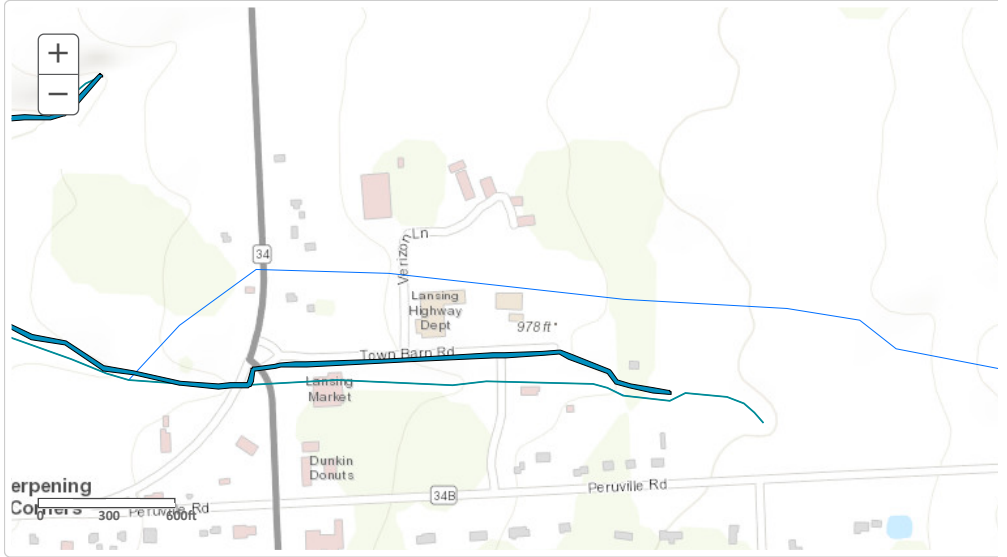 +
−
34
Verizon Ln
Lansing
Highway
Dept
978 ft
Town Barn Rd
Lansing
Market
Dunkin
Donuts
erpening
Corners
34B
Peruville Rd
Peruville Rd
0 300 600ft